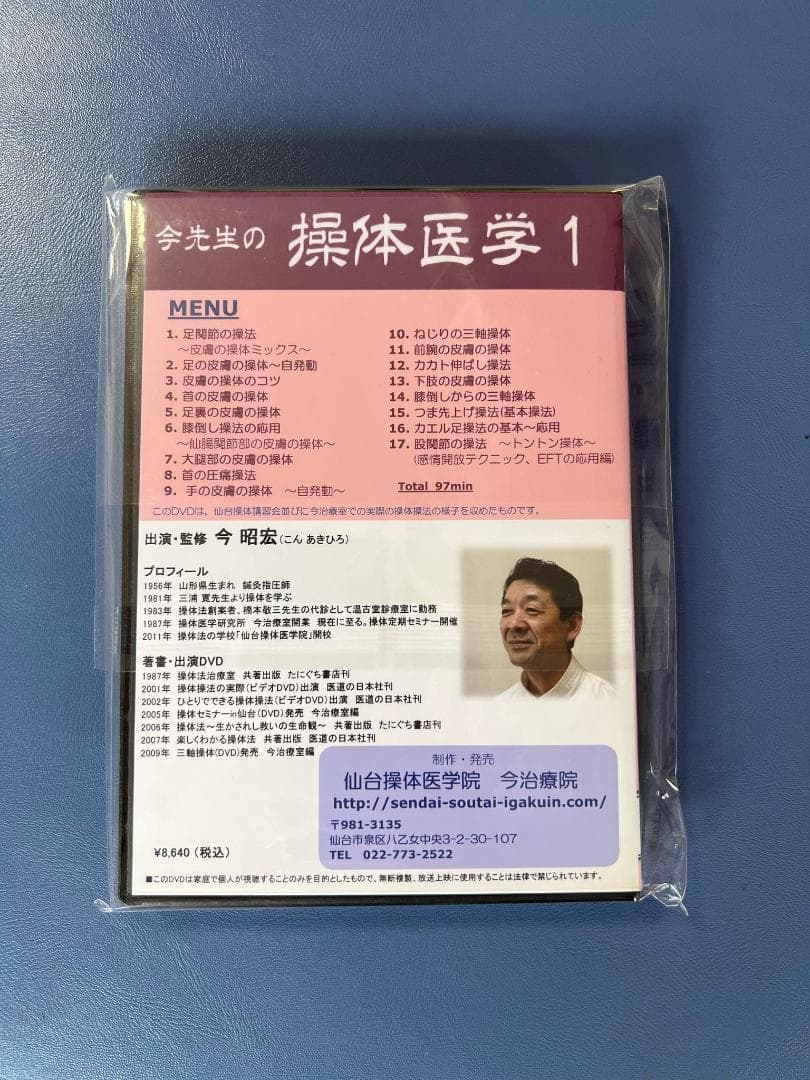 今先生の 操体医学1
MENU
1. 足関節の操法
～皮膚の操体ミックス～
2. 足の皮膚の操体～自発動
3. 皮膚の操体のコツ
4. 首の皮膚の操体
5. 足裏の皮膚の操体
6. 膝倒し操法の応用
～仙腸関節部の皮膚の操体～
7. 大腿部の皮膚の操体
8. 首の圧痛操法
9. 手の皮膚の操体 ～自発動～
10. ねじりの三軸操体
11. 前腕の皮膚の操体
12. カカト伸ばし操法
13. 下肢の皮膚の操体
14. 膝倒しからの三軸操体
15. つま先上げ操法(基本操法)
16. カエル足操法の基本～応用
17. 股関節の操法 ～トントン操体～
(感情開放テクニック、EFTの応用編)
Total 97min
このDVDは、仙台操体講習会並びに今治療室での実際の操体操法の様子を収めたものです。
出演・監修 今 昭宏(こん あきひろ)
プロフィール
1956年 山形県生まれ 鍼灸指圧師
1981年 三浦 寛先生より操体を学ぶ
1983年 操体法創案者、橋本敬三先生の代診として温古堂診療室に勤務
1987年 操体医学研究所 今治療室開業 現在に至る。操体定期セミナー開催
2011年 操体法の学校「仙台操体医学院」開校
著書・出演DVD
1987年 操体法治療室 共著出版 たにぐち書店刊
2001年 操体操法の実際(ビデオDVD)出演 医道の日本社刊
2002年 ひとりでできる操体操法(ビデオDVD)出演 医道の日本社刊
2005年 操体セミナーin仙台(DVD)発売 今治療室編
2006年 操体法～生かされし救いの生命観～ 共著出版 たにぐち書店刊
2007年 楽しくわかる操体法 共著出版 医道の日本社刊
2009年 三軸操体(DVD)発売 今治療室編
制作・発売
仙台操体医学院 今治療院
http://sendai-soutai-igakuin.com/
〒981-3135
仙台市泉区八乙女中央3-2-30-107
TEL 022-773-2522
¥8,640(税込)
■このDVDは家庭で個人が視聴することのみを目的としたもので、無断複製、放送上映に使用することは法律で禁じられています。